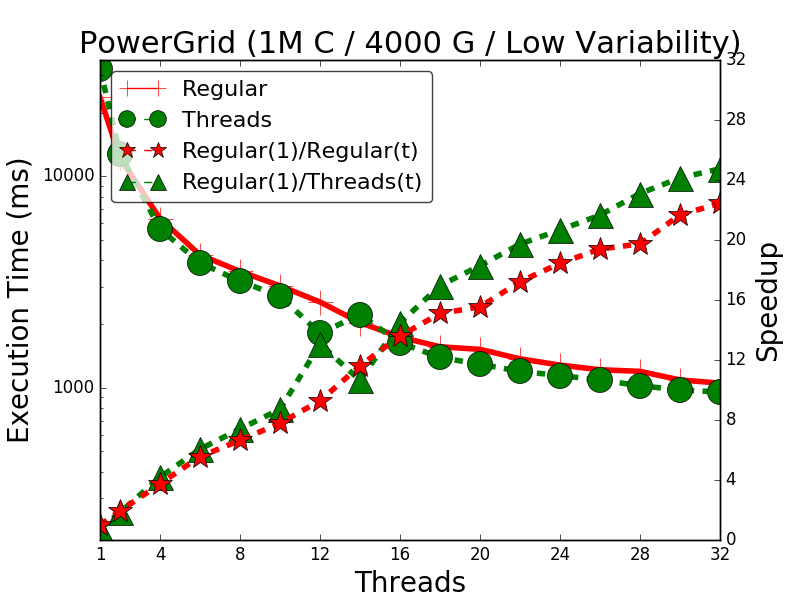 PowerGrid (1M C / 4000 G / Low Variability)
Regular
Threads
Regular(1)/Regular(t)
Regular(1)/Threads(t)
Execution Time (ms)
10000
1000
Speedup
32
28
24
20
16
12
8
4
0
1 4 8 12 16 20 24 28 32
Threads